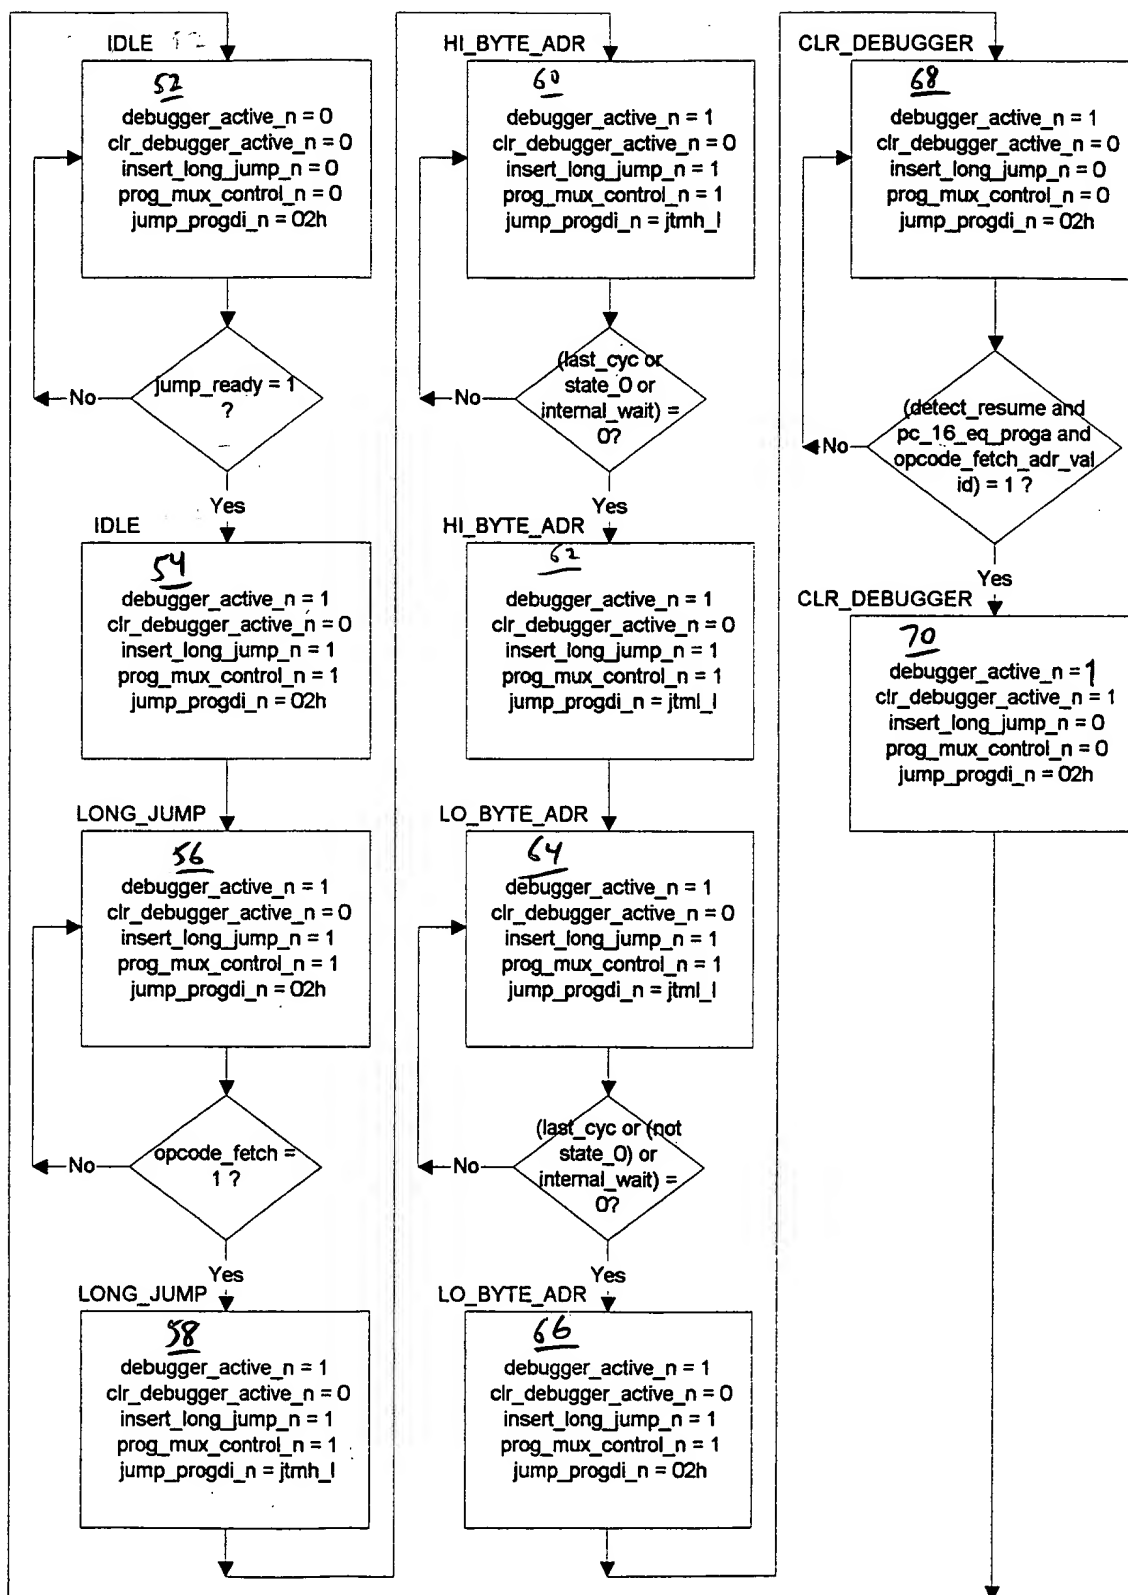 IDLE
52
debugger_active_n = 0
clr_debugger_active_n = 0
insert_long_jump_n = 0
prog_mux_control_n = 0
jump_progdi_n = 02h
jump_ready = 1
?
No
Yes
IDLE
54
debugger_active_n = 1
clr_debugger_active_n = 0
insert_long_jump_n = 1
prog_mux_control_n = 1
jump_progdi_n = 02h
LONG_JUMP
56
debugger_active_n = 1
clr_debugger_active_n = 0
insert_long_jump_n = 1
prog_mux_control_n = 1
jump_progdi_n = 02h
opcode_fetch =
1 ?
No
Yes
LONG_JUMP
58
debugger_active_n = 1
clr_debugger_active_n = 0
insert_long_jump_n = 1
prog_mux_control_n = 1
jump_progdi_n = jtmh_l
HI_BYTE_ADR
60
debugger_active_n = 1
clr_debugger_active_n = 0
insert_long_jump_n = 1
prog_mux_control_n = 1
jump_progdi_n = jtmh_l
(last_cyc or
state_0 or
internal_wait) =
0?
No
Yes
HI_BYTE_ADR
62
debugger_active_n = 1
clr_debugger_active_n = 0
insert_long_jump_n = 1
prog_mux_control_n = 1
jump_progdi_n = jtml_l
LO_BYTE_ADR
64
debugger_active_n = 1
clr_debugger_active_n = 0
insert_long_jump_n = 1
prog_mux_control_n = 1
jump_progdi_n = jtml_l
(last_cyc or (not
state_0) or
internal_wait) =
0?
No
Yes
LO_BYTE_ADR
66
debugger_active_n = 1
clr_debugger_active_n = 0
insert_long_jump_n = 1
prog_mux_control_n = 1
jump_progdi_n = 02h
CLR_DEBUGGER
68
debugger_active_n = 1
clr_debugger_active_n = 0
insert_long_jump_n = 0
prog_mux_control_n = 0
jump_progdi_n = 02h
(detect_resume and
pc_16_eq_proga and
opcode_fetch_adr_val
id) = 1 ?
No
Yes
CLR_DEBUGGER
70
debugger_active_n = 1
clr_debugger_active_n = 1
insert_long_jump_n = 0
prog_mux_control_n = 0
jump_progdi_n = 02h